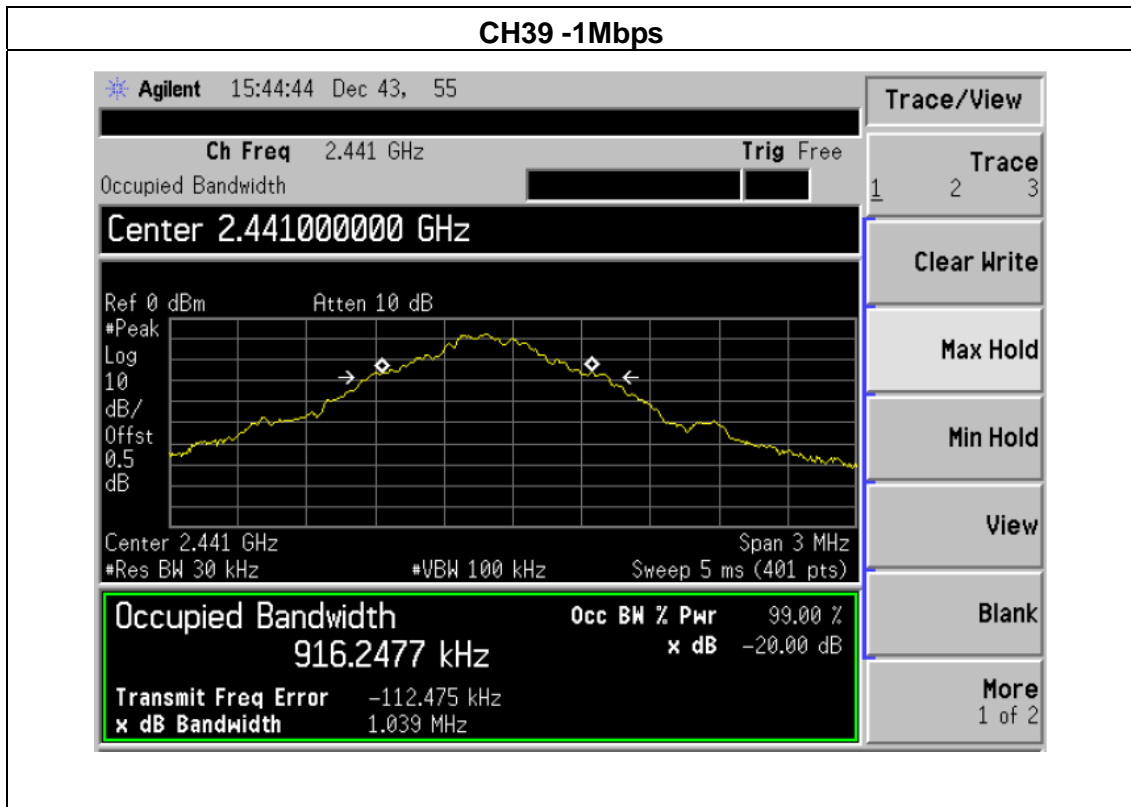 CH39 -1Mbps
Agilent 15:44:44 Dec 43, 55
Trace/View
Ch Freq 2.441 GHz Trig Free
Occupied Bandwidth
Trace
1 2 3
Center 2.441000000 GHz
Clear Write
Ref 0 dBm Atten 10 dB
#Peak
Log
10
dB/
Offst
0.5
dB
Max Hold
Min Hold
View
Center 2.441 GHz Span 3 MHz
#Res BW 30 kHz #VBW 100 kHz Sweep 5 ms (401 pts)
Occupied Bandwidth Occ BW % Pwr 99.00 %
916.2477 kHz x dB -20.00 dB
Blank
Transmit Freq Error -112.475 kHz
x dB Bandwidth 1.039 MHz
More
1 of 2